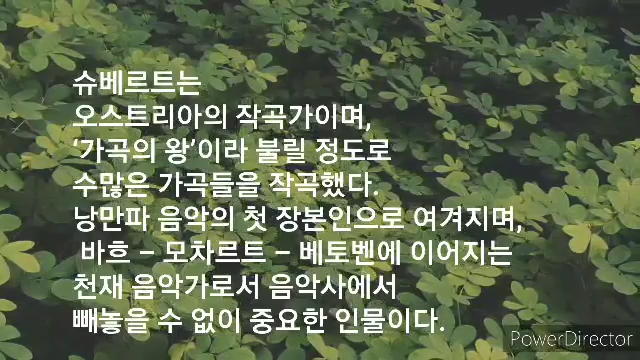 슈베르트는
오스트리아의 작곡가이며,
‘가곡의 왕’이라 불릴 정도로
수많은 가곡들을 작곡했다.
낭만파 음악의 첫 장본인으로 여겨지며,
바흐 – 모차르트 – 베토벤에 이어지는
천재 음악가로서 음악사에서
빼놓을 수 없이 중요한 인물이다.
PowerDirector